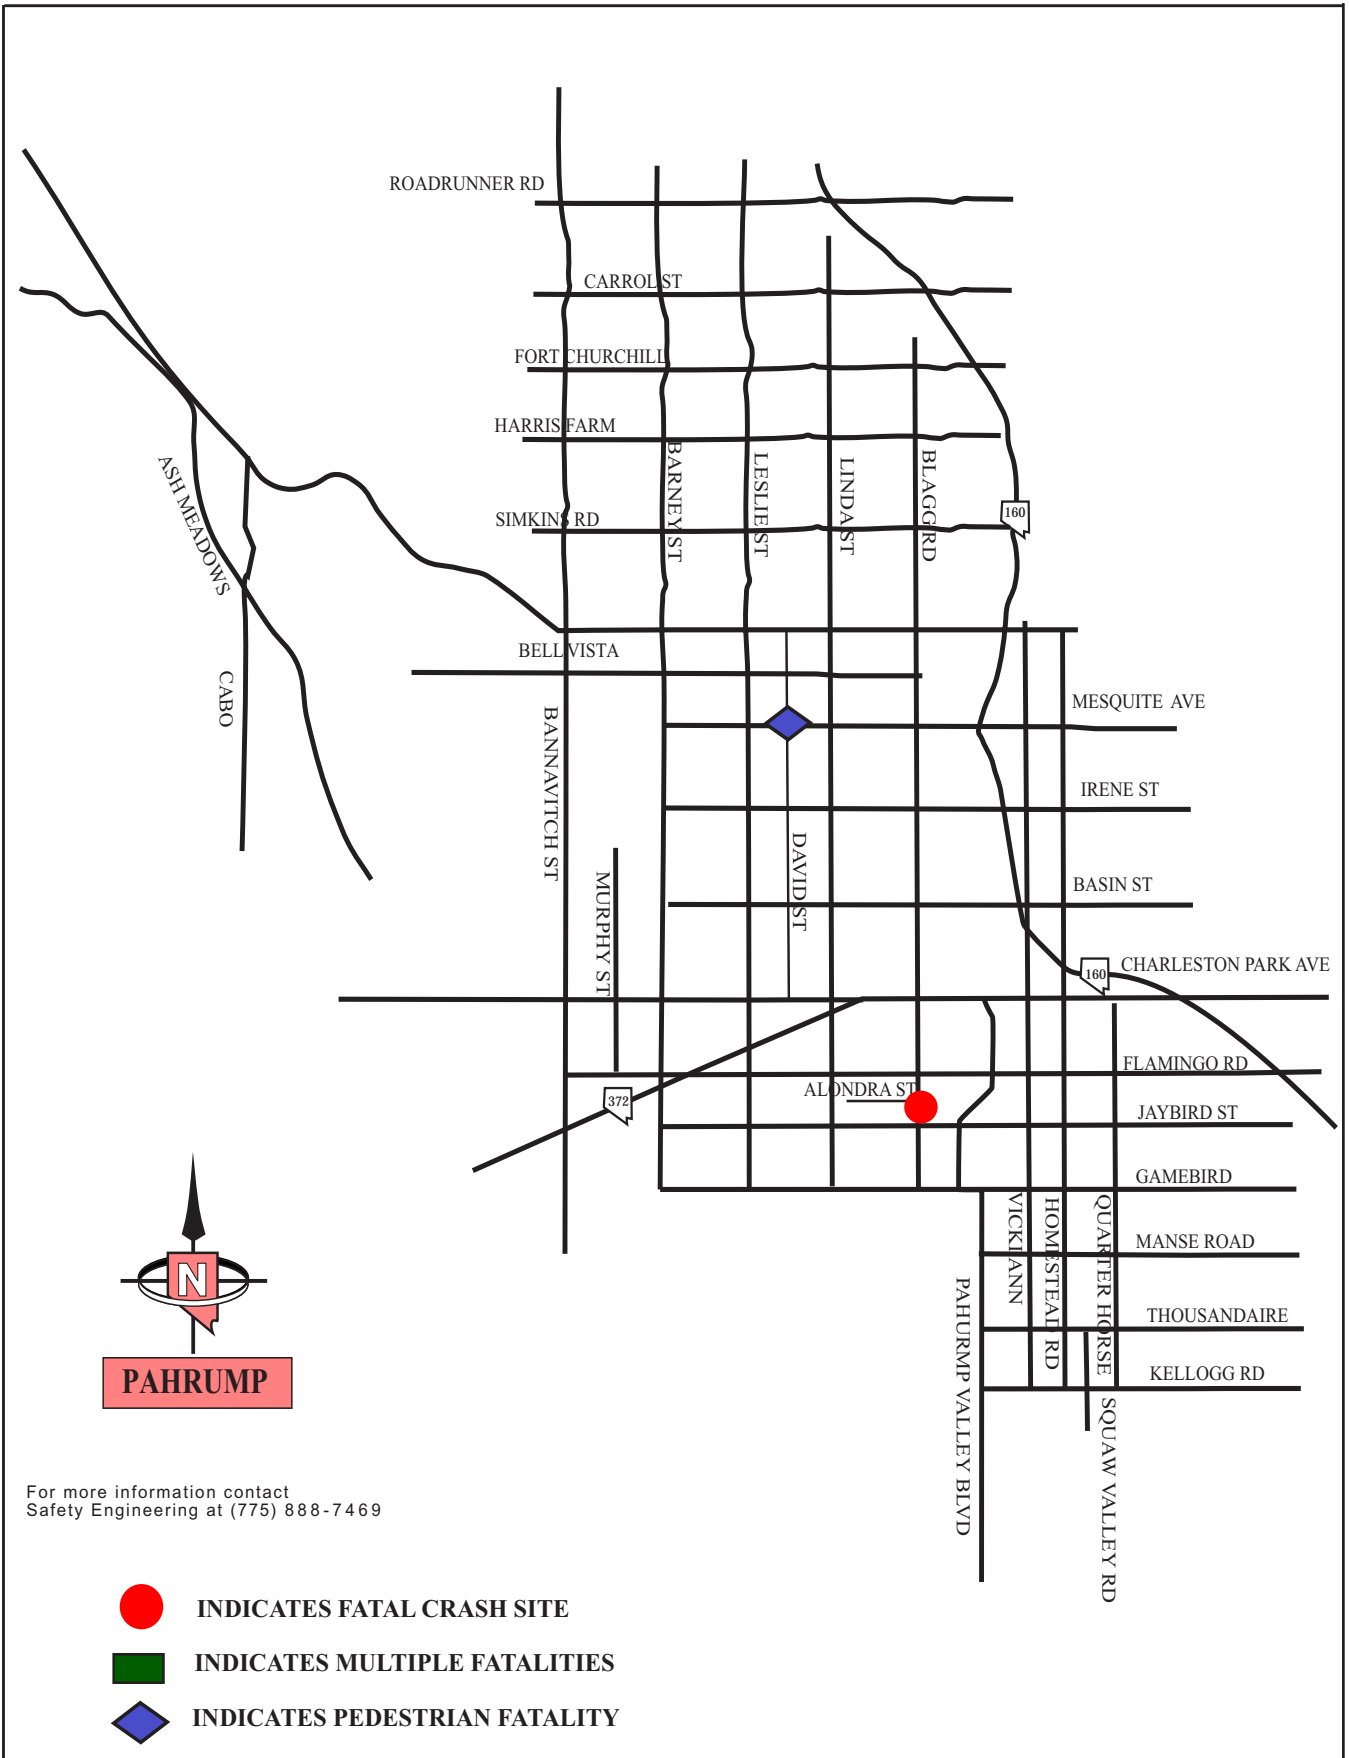 ROADRUNNER RD
CARROL ST
FORT CHURCHILL
HARRIS FARM
ASH MEADOWS
BARNEY ST
LESLIE ST
LINDA ST
BLAGG RD
160
SIMKINS RD
BELL VISTA
CABO
MESQUITE AVE
BANNAVITCH ST
IRENE ST
DAVID ST
MURPHY ST
BASIN ST
160
CHARLESTON PARK AVE
FLAMINGO RD
ALONDRA ST
372
JAYBIRD ST
GAMEBIRD
VICKI ANN
HOMESTEAD RD
QUARTER HORSE
MANSE ROAD
N
PAHURMP VALLEY BLVD
THOUSANDAIRE
PAHRUMP
KELLOGG RD
SQUAW VALLEY RD
For more information contact
Safety Engineering at (775) 888-7469
INDICATES FATAL CRASH SITE
INDICATES MULTIPLE FATALITIES
INDICATES PEDESTRIAN FATALITY